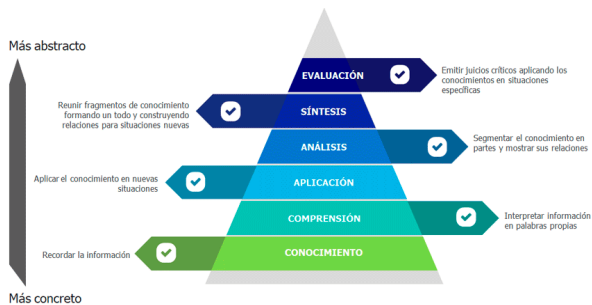 Más abstracto
EVALUACIÓN
Emitir juicios críticos aplicando los
conocimientos en situaciones
específicas
Reunir fragmentos de conocimiento
formando un todo y construyendo
relaciones para situaciones nuevas
SÍNTESIS
ANÁLISIS
Segmentar el conocimiento en
partes y mostrar sus relaciones
Aplicar el conocimiento en nuevas
situaciones
APLICACIÓN
COMPRENSIÓN
Interpretar información
en palabras propias
Recordar la información
CONOCIMIENTO
Más concreto